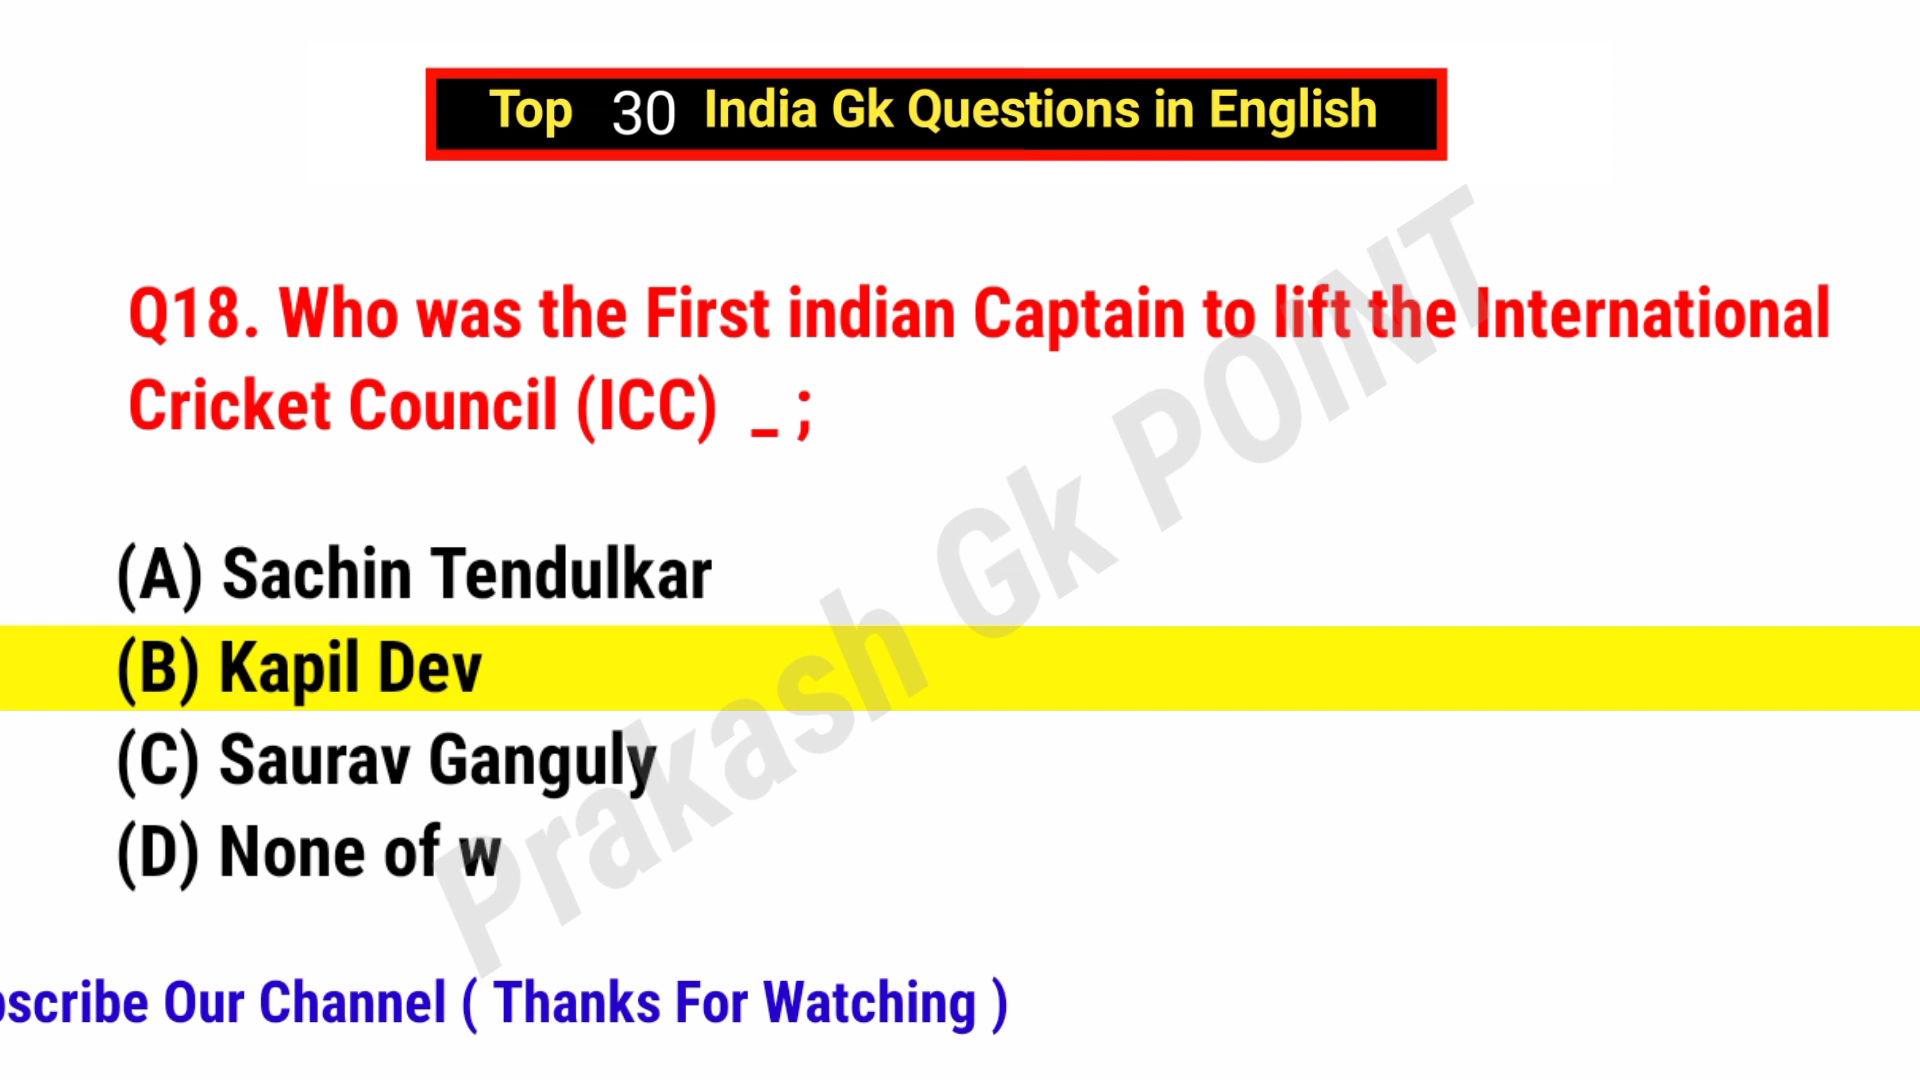 Top 30 India Gk Questions in English
Q18. Who was the First indian Captain to lift the International
Cricket Council (ICC) _ ;
(A) Sachin Tendulkar
(B) Kapil Dev
(C) Saurav Ganguly
(D) None of w
Prakash Gk POINT
Our Channel ( Thanks For Watching )